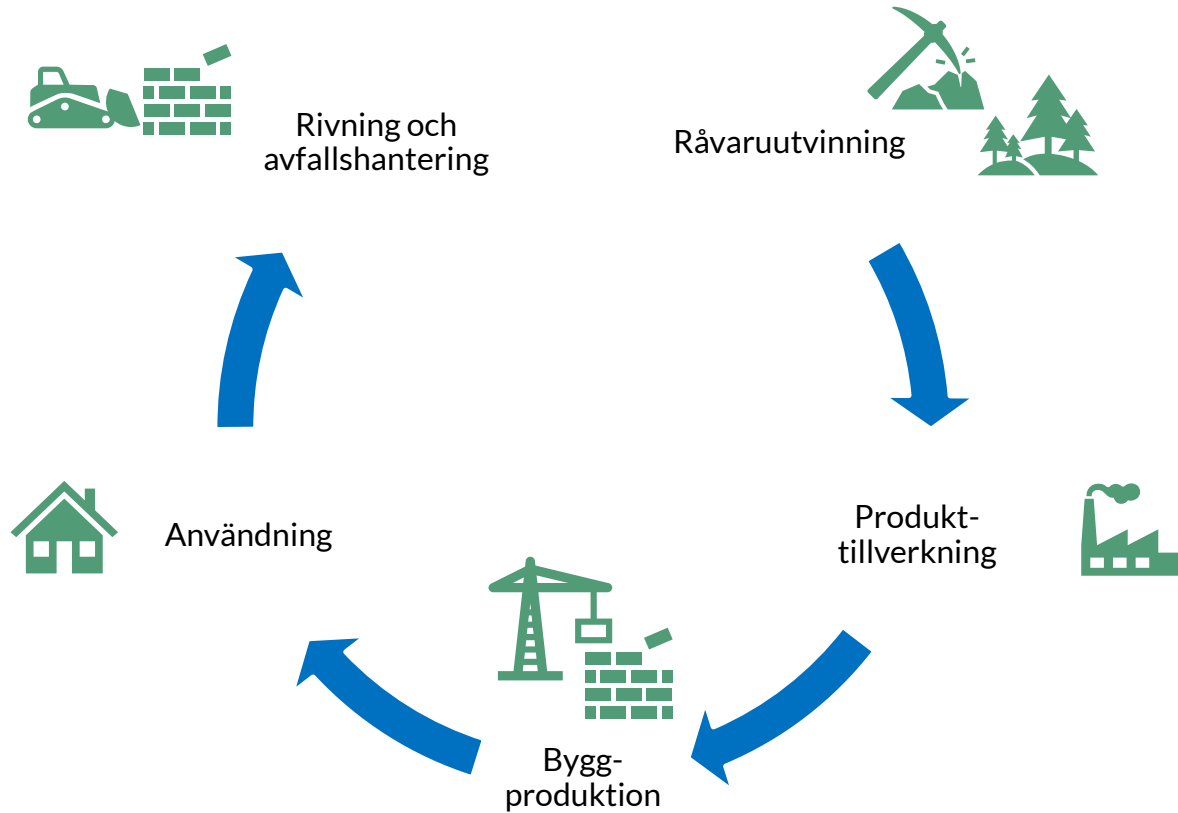 Rivning och
avfallshantering
Råvaruutvinning
Produkt-
tillverkning
Bygg-
produktion
Användning